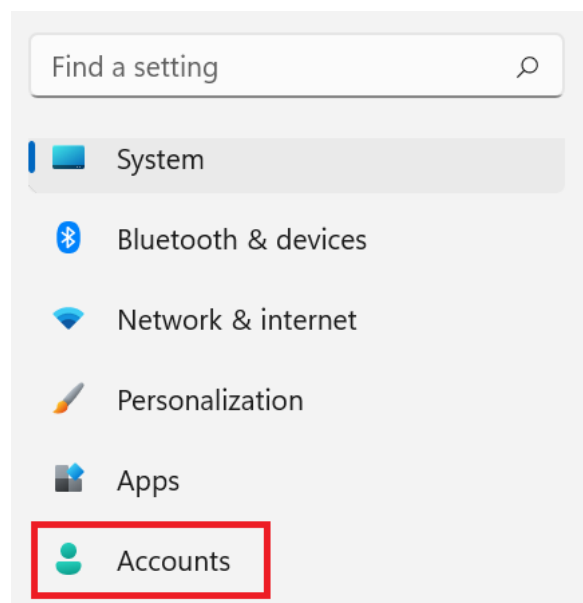 Find a setting
System
Bluetooth & devices
Network & internet
Personalization
Apps
Accounts